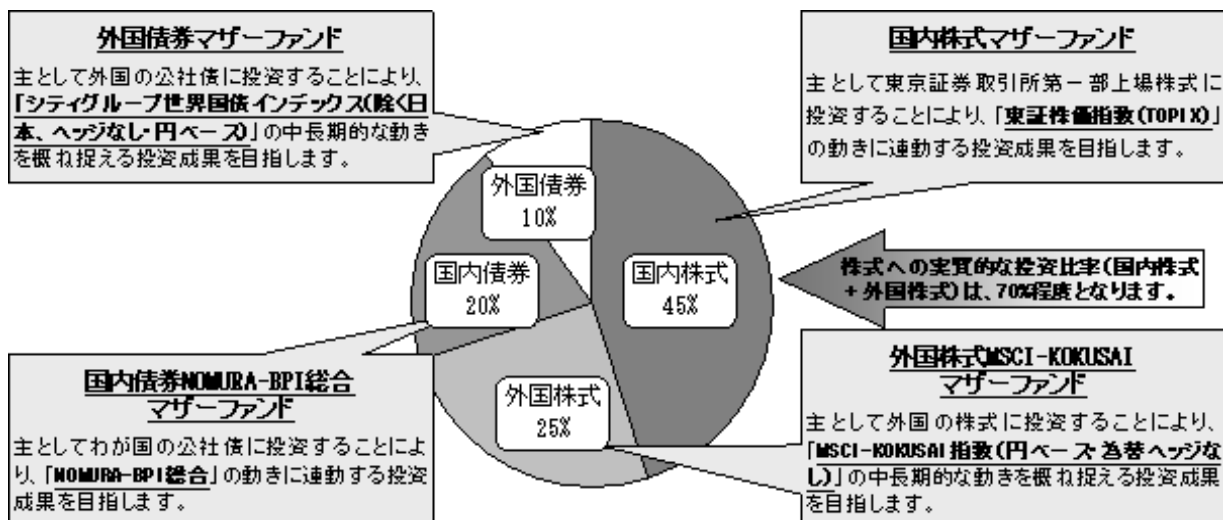 外国債券マザーファンド
主として外国の公社債に投資することにより、
「シティグループ世界国債インデックス(除く日
本、ヘッジなし・円ベース)」の中長期的な動き
を概ね捉える投資成果を目指します。
国内株式マザーファンド
主として東京証券取引所第一部上場株式に
投資することにより、「東証株価指数(TOPIX)」
の動きに連動する投資成果を目指します。
外国債券
10%
国内債券
20%
国内株式
45%
外国株式
25%
株式への実質的な投資比率(国内株式
+外国株式)は、70%程度となります。
国内債券NOMURA-BPI総合
マザーファンド
主としてわが国の公社債に投資することによ
り、「NOMURA-BPI総合」の動きに連動する投資
成果を目指します。
外国株式MSCI-KOKUSAI
マザーファンド
主として外国の株式に投資することにより、
「MSCI-KOKUSAI指数(円ベース・為替ヘッジな
し)」の中長期的な動きを概ね捉える投資成果
を目指します。